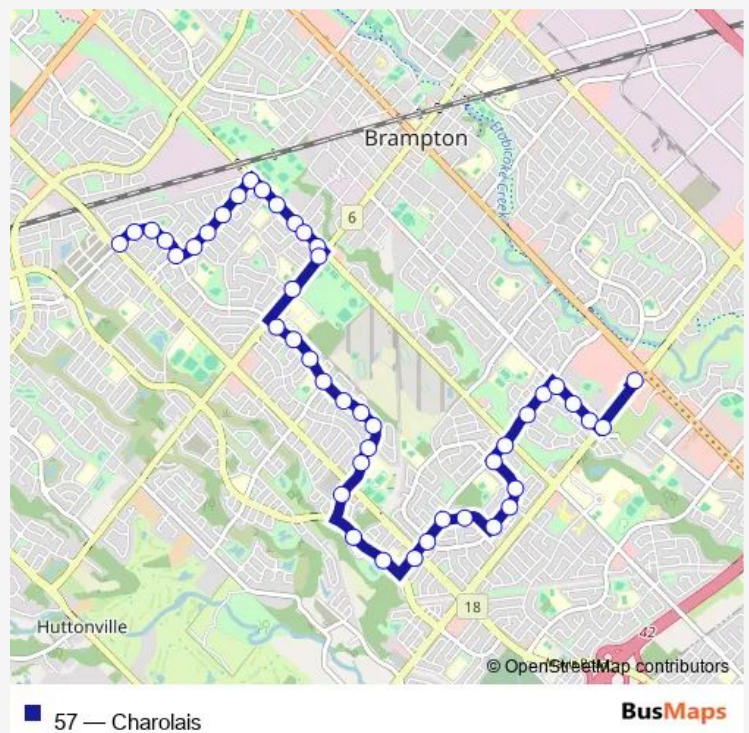 Brampton
Etobicoke Creek
6
18
Huttonville
42
© OpenStreetMap contributors
57 — Charolais
BusMaps